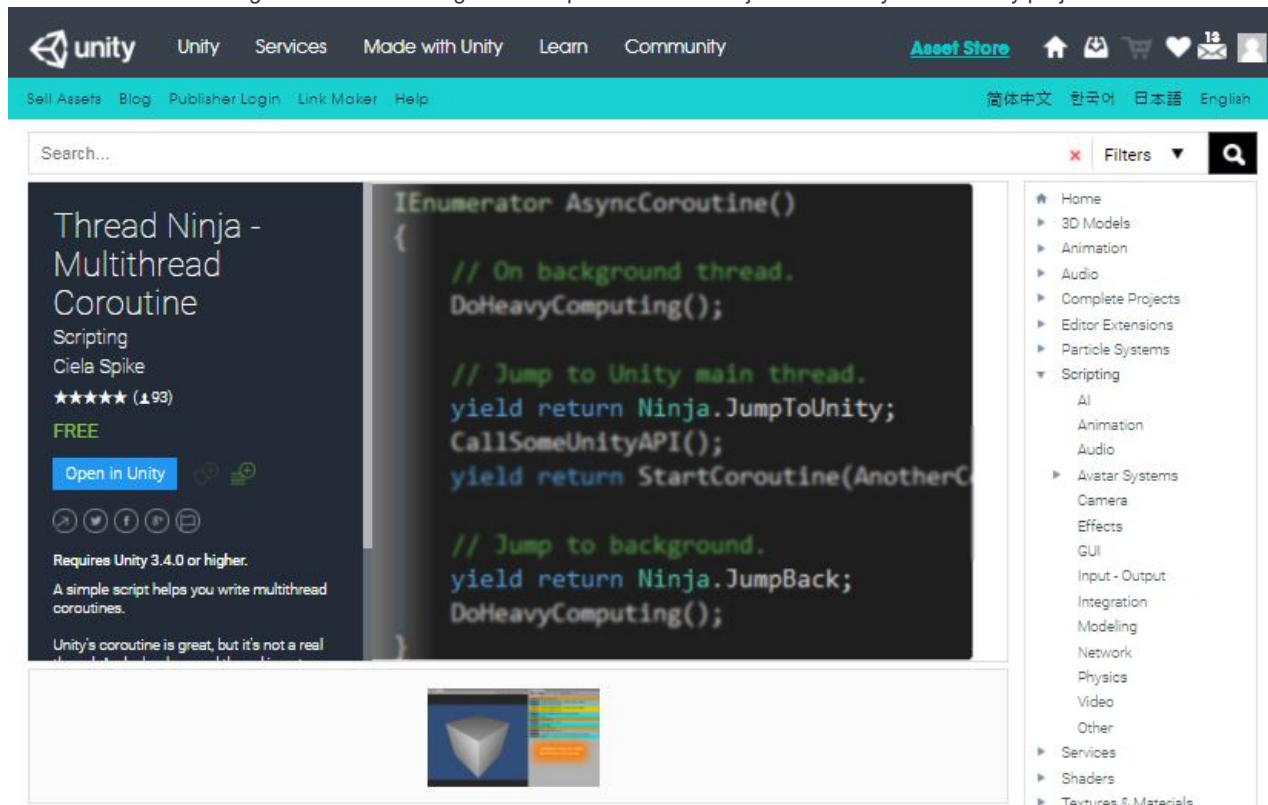 unity Unity Services Made with Unity Learn Community Asset Store 13
Sell Assets Blog Publisher Login Link Maker Help 简体中文 한국어 日本語 English
Search... × Filters ▼
Thread Ninja -
Multithread
Coroutine
Scripting
Ciela Spike
★★★★★ (93)
FREE
Open in Unity
Requires Unity 3.4.0 or higher.
A simple script helps you write multithread
coroutines.
Unity's coroutine is great, but it's not a real
IEnumerator AsyncCoroutine()
{
// On background thread.
DoHeavyComputing();
// Jump to Unity main thread.
yield return Ninja.JumpToUnity;
CallSomeUnityAPI();
yield return StartCoroutine(AnotherC
// Jump to background.
yield return Ninja.JumpBack;
DoHeavyComputing();
}
Home
3D Models
Animation
Audio
Complete Projects
Editor Extensions
Particle Systems
Scripting
AI
Animation
Audio
Avatar Systems
Camera
Effects
GUI
Input - Output
Integration
Modeling
Network
Physics
Video
Other
Services
Shaders
Textures & Materials